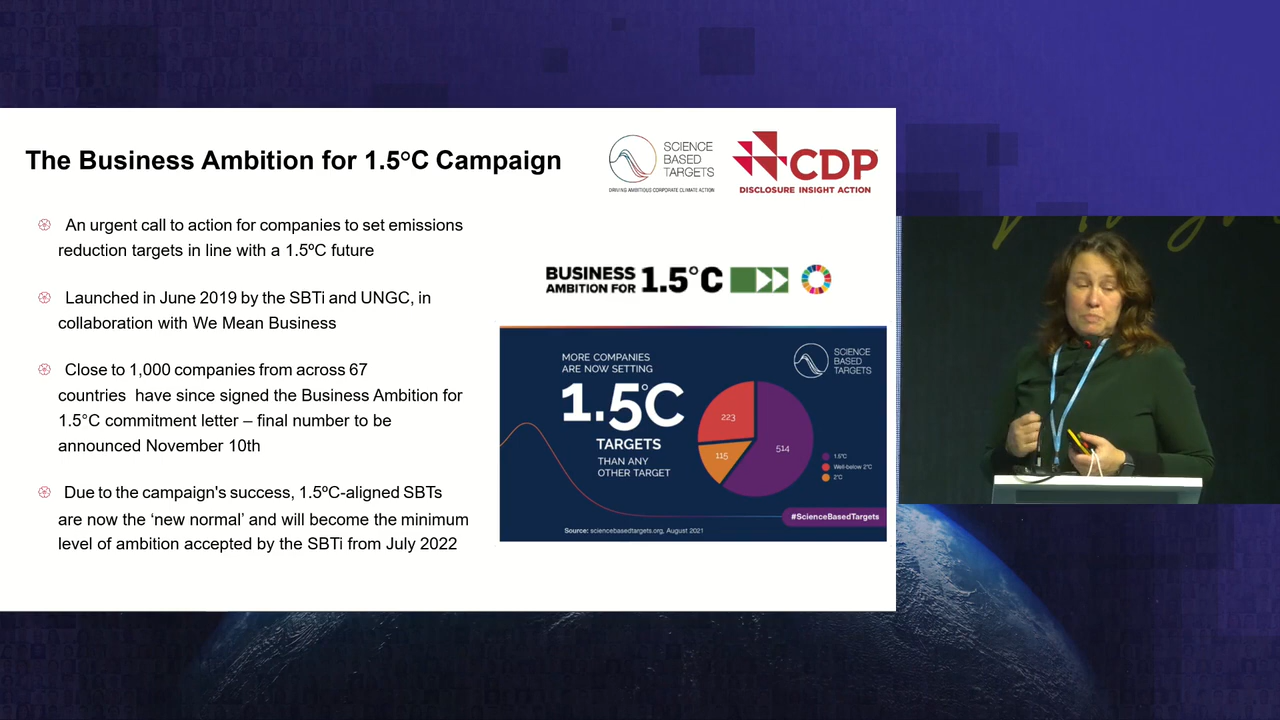 The Business Ambition for 1.5°C Campaign
SCIENCE
BASED
TARGETS
DRIVING AMBITIOUS CORPORATE CLIMATE ACTION
CDP
DISCLOSURE INSIGHT ACTION
An urgent call to action for companies to set emissions
reduction targets in line with a 1.5ºC future
Launched in June 2019 by the SBTi and UNGC, in
collaboration with We Mean Business
Close to 1,000 companies from across 67
countries  have since signed the Business Ambition for
1.5°C commitment letter – final number to be
announced November 10th
Due to the campaign's success, 1.5ºC-aligned SBTs
are now the ‘new normal’ and will become the minimum
level of ambition accepted by the SBTi from July 2022
BUSINESS
AMBITION FOR
1.5°C
MORE COMPANIES
ARE NOW SETTING
1.5°C
TARGETS
THAN ANY
OTHER TARGET
SCIENCE
BASED
TARGETS
223
514
115
1.5°C
Well-below 2°C
2°C
#ScienceBasedTargets
Source: sciencebasedtargets.org, August 2021